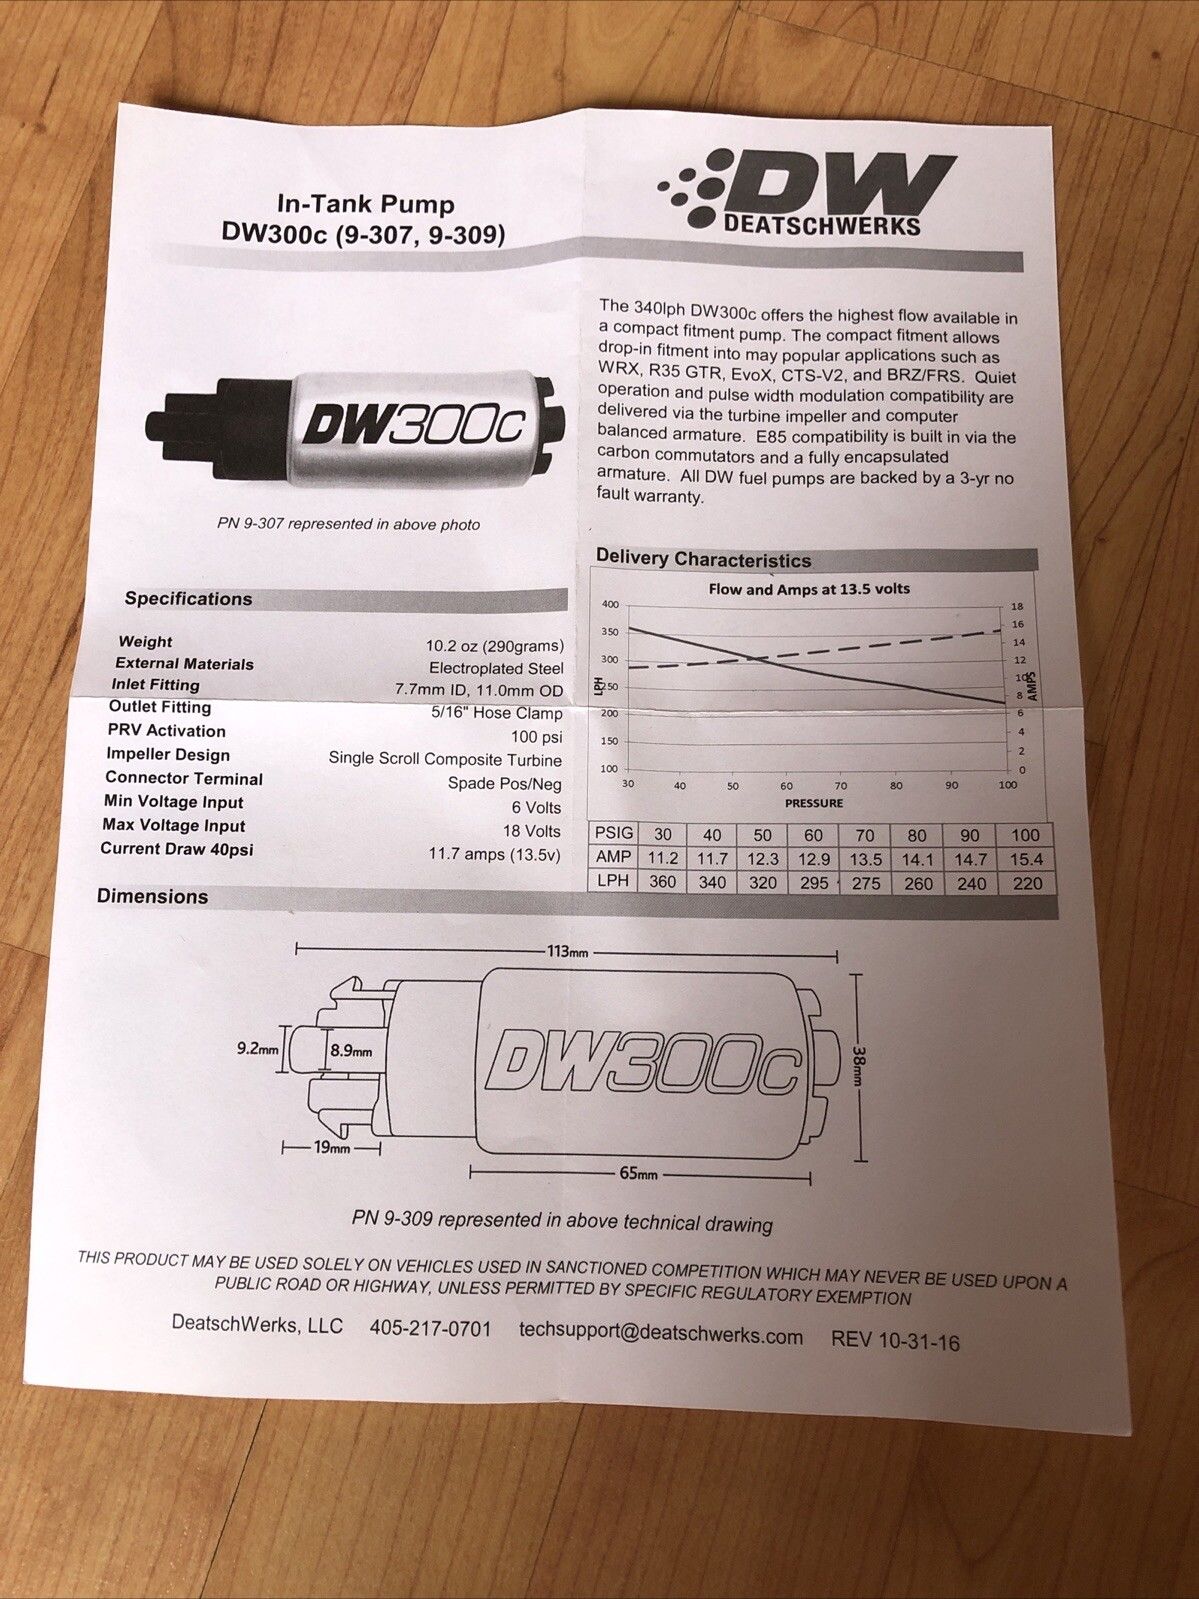 In-Tank Pump
DW300c (9-307, 9-309)
DW
DEATSCHWERKS
DW300c
PN 9-307 represented in above photo
The 340lph DW300c offers the highest flow available in
a compact fitment pump. The compact fitment allows
drop-in fitment into may popular applications such as
WRX, R35 GTR, EvoX, CTS-V2, and BRZ/FRS. Quiet
operation and pulse width modulation compatibility are
delivered via the turbine impeller and computer
balanced armature. E85 compatibility is built in via the
carbon commutators and a fully encapsulated
armature. All DW fuel pumps are backed by a 3-yr no
fault warranty.
Specifications
Weight 10.2 oz (290grams)
External Materials Electroplated Steel
Inlet Fitting 7.7mm ID, 11.0mm OD
Outlet Fitting 5/16" Hose Clamp
PRV Activation 100 psi
Impeller Design Single Scroll Composite Turbine
Connector Terminal Spade Pos/Neg
Min Voltage Input 6 Volts
Max Voltage Input 18 Volts
Current Draw 40psi 11.7 amps (13.5v)
Delivery Characteristics
Flow and Amps at 13.5 volts
400
350
300
250
200
150
100
LPH
18
16
14
12
10
8
6
4
2
0
AMPS
30 40 50 60 70 80 90 100
PRESSURE
PSIG 30 40 50 60 70 80 90 100
AMP 11.2 11.7 12.3 12.9 13.5 14.1 14.7 15.4
LPH 360 340 320 295 275 260 240 220
Dimensions
113mm
9.2mm
8.9mm
DW300c
38mm
19mm
65mm
PN 9-309 represented in above technical drawing
THIS PRODUCT MAY BE USED SOLELY ON VEHICLES USED IN SANCTIONED COMPETITION WHICH MAY NEVER BE USED UPON A
PUBLIC ROAD OR HIGHWAY, UNLESS PERMITTED BY SPECIFIC REGULATORY EXEMPTION
DeatschWerks, LLC 405-217-0701 techsupport@deatschwerks.com REV 10-31-16